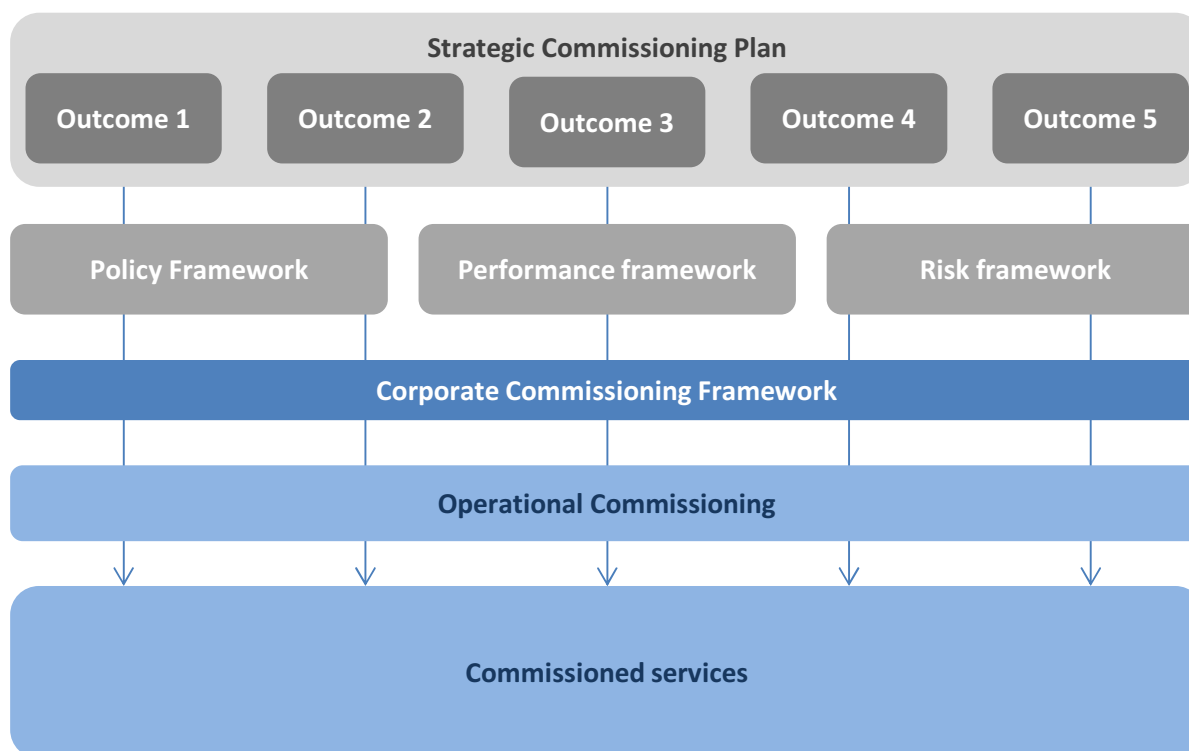 Strategic Commissioning Plan
Outcome 1
Outcome 2
Outcome 3
Outcome 4
Outcome 5
Policy Framework
Performance framework
Risk framework
Corporate Commissioning Framework
Operational Commissioning
Commissioned services